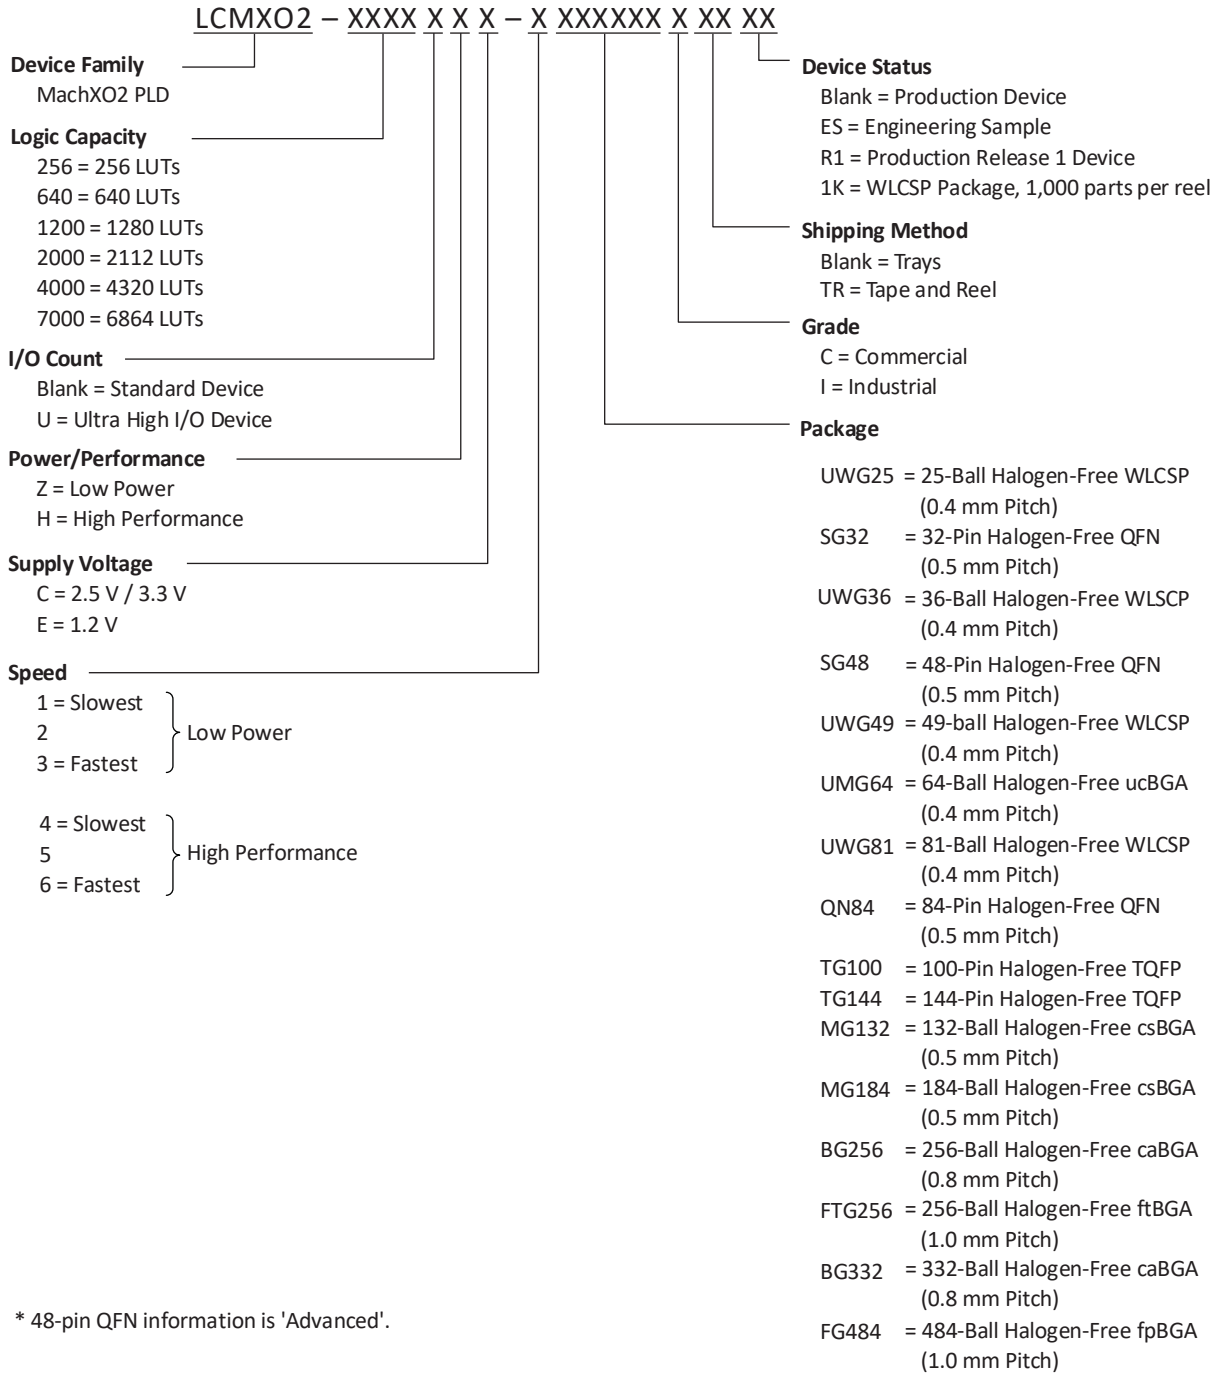 LCMXO2 – XXXX X X X – X XXXXXX X XX XX
Device Family
MachXO2 PLD
Logic Capacity
256 = 256 LUTs
640 = 640 LUTs
1200 = 1280 LUTs
2000 = 2112 LUTs
4000 = 4320 LUTs
7000 = 6864 LUTs
I/O Count
Blank = Standard Device
U = Ultra High I/O Device
Power/Performance
Z = Low Power
H = High Performance
Supply Voltage
C = 2.5 V / 3.3 V
E = 1.2 V
Speed
1 = Slowest
2
3 = Fastest
Low Power
4 = Slowest
5
6 = Fastest
High Performance
Device Status
Blank = Production Device
ES = Engineering Sample
R1 = Production Release 1 Device
1K = WLCSP Package, 1,000 parts per reel
Shipping Method
Blank = Trays
TR = Tape and Reel
Grade
C = Commercial
I = Industrial
Package
UWG25 = 25-Ball Halogen-Free WLCSP
(0.4 mm Pitch)
SG32 = 32-Pin Halogen-Free QFN
(0.5 mm Pitch)
UWG36 = 36-Ball Halogen-Free WLSCP
(0.4 mm Pitch)
SG48 = 48-Pin Halogen-Free QFN
(0.5 mm Pitch)
UWG49 = 49-ball Halogen-Free WLCSP
(0.4 mm Pitch)
UMG64 = 64-Ball Halogen-Free ucBGA
(0.4 mm Pitch)
UWG81 = 81-Ball Halogen-Free WLCSP
(0.4 mm Pitch)
QN84 = 84-Pin Halogen-Free QFN
(0.5 mm Pitch)
TG100 = 100-Pin Halogen-Free TQFP
TG144 = 144-Pin Halogen-Free TQFP
MG132 = 132-Ball Halogen-Free csBGA
(0.5 mm Pitch)
MG184 = 184-Ball Halogen-Free csBGA
(0.5 mm Pitch)
BG256 = 256-Ball Halogen-Free caBGA
(0.8 mm Pitch)
FTG256 = 256-Ball Halogen-Free ftBGA
(1.0 mm Pitch)
BG332 = 332-Ball Halogen-Free caBGA
(0.8 mm Pitch)
FG484 = 484-Ball Halogen-Free fpBGA
(1.0 mm Pitch)
* 48-pin QFN information is 'Advanced'.